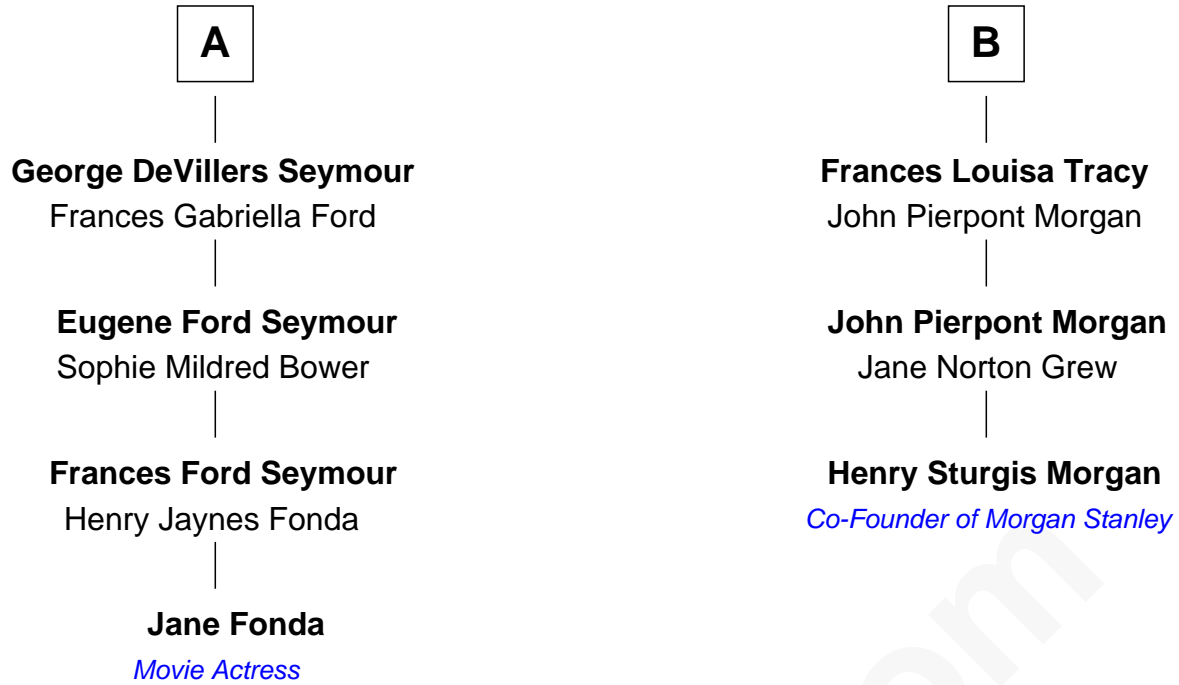 A
George DeVillers Seymour
Frances Gabriella Ford
Eugene Ford Seymour
Sophie Mildred Bower
Frances Ford Seymour
Henry Jaynes Fonda
Jane Fonda
Movie Actress
B
Frances Louisa Tracy
John Pierpont Morgan
John Pierpont Morgan
Jane Norton Grew
Henry Sturgis Morgan
Co-Founder of Morgan Stanley
om